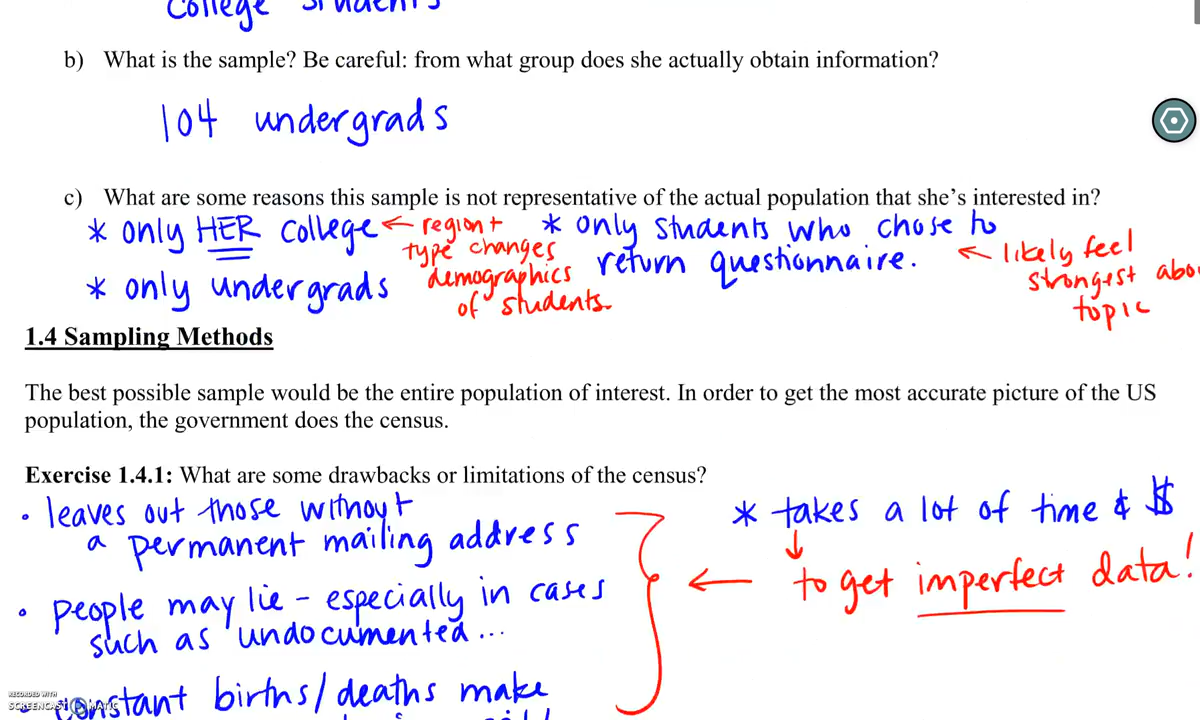 college students
b) What is the sample? Be careful: from what group does she actually obtain information?
104 undergrads
c) What are some reasons this sample is not representative of the actual population that she's interested in?
* only HER college ← region + type changes demographics of students.
* only undergrads
* only students who chose to
return questionnaire. ← likely feel
strongest abo
topic
1.4 Sampling Methods
The best possible sample would be the entire population of interest. In order to get the most accurate picture of the US
population, the government does the census.
Exercise 1.4.1: What are some drawbacks or limitations of the census?
• leaves out those without
a permanent mailing address
• people may lie - especially in cases
such as undocumented...
• constant births/deaths make
* takes a lot of time & $
↓
← to get imperfect data!
RECORDED WITH
SCREENCAST-O-MATIC